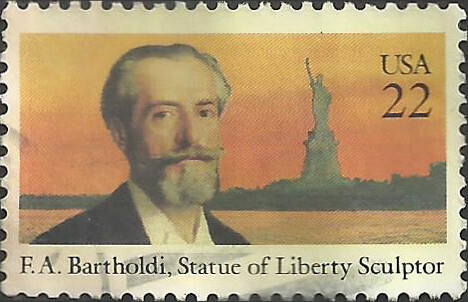 USA
22
F.A. Bartholdi, Statue of Liberty Sculptor